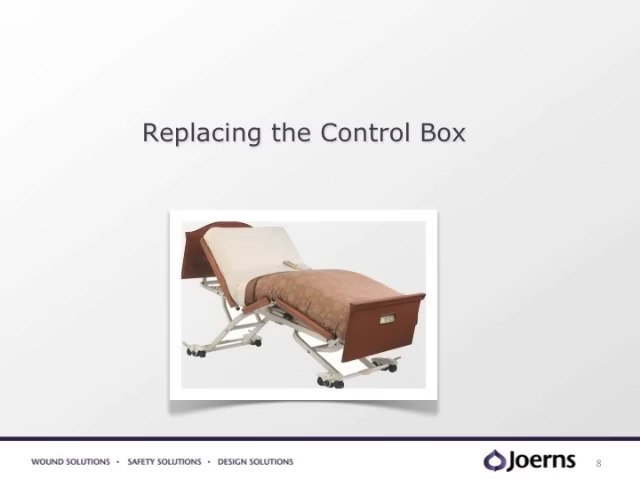 Replacing the Control Box
WOUND SOLUTIONS • SAFETY SOLUTIONS • DESIGN SOLUTIONS
Joerns
8